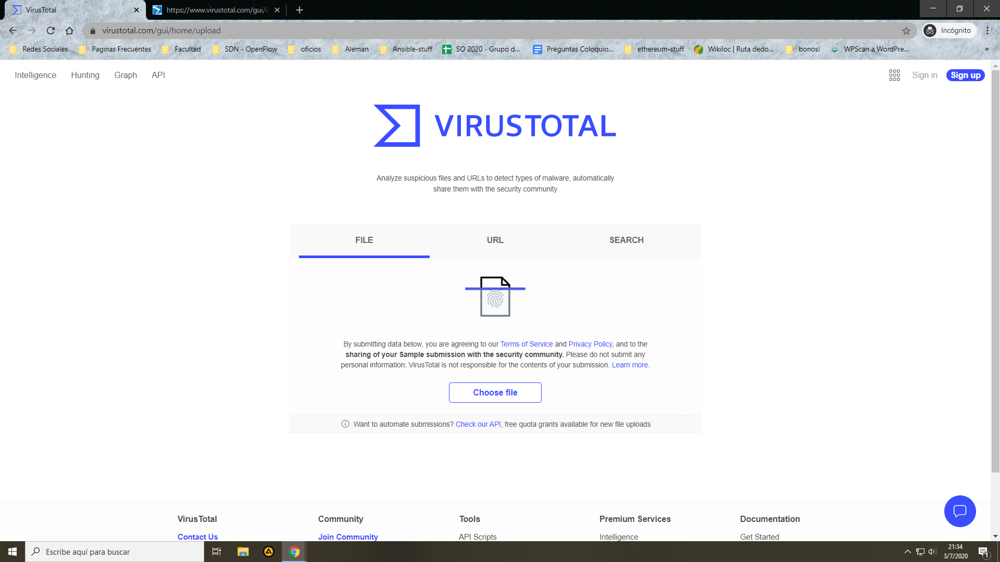 VirusTotal
https://www.virustotal.com/gui/i
virustotal.com/gui/home/upload
Incógnito
Redes Sociales
Paginas Frecuentes
Facultad
SDN - OpenFlow
oficios
Aleman
Ansible-stuff
SO 2020 - Grupo d...
Preguntas Coloquio...
ethereum-stuff
Wikiloc | Ruta dedo...
bonos!
WPScan a WordPre...
»
Intelligence
Hunting
Graph
API
Sign in
Sign up
VIRUSTOTAL
Analyze suspicious files and URLs to detect types of malware, automatically
share them with the security community
FILE
URL
SEARCH
By submitting data below, you are agreeing to our Terms of Service and Privacy Policy, and to the
sharing of your Sample submission with the security community. Please do not submit any
personal information; VirusTotal is not responsible for the contents of your submission. Learn more.
Choose file
Want to automate submissions? Check our API, free quota grants available for new file uploads
VirusTotal
Community
Tools
Premium Services
Documentation
Contact Us
Join Community
API Scripts
Intelligence
Get Started
Escribe aquí para buscar
21:34
3/7/2020
1